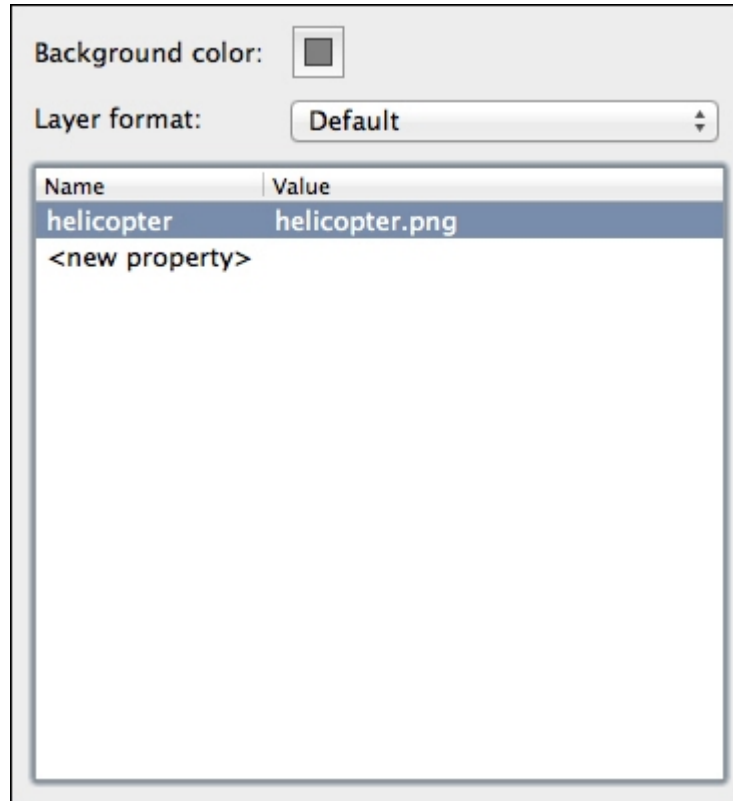 Background color:
Layer format: Default
Name Value
helicopter helicopter.png
<new property>